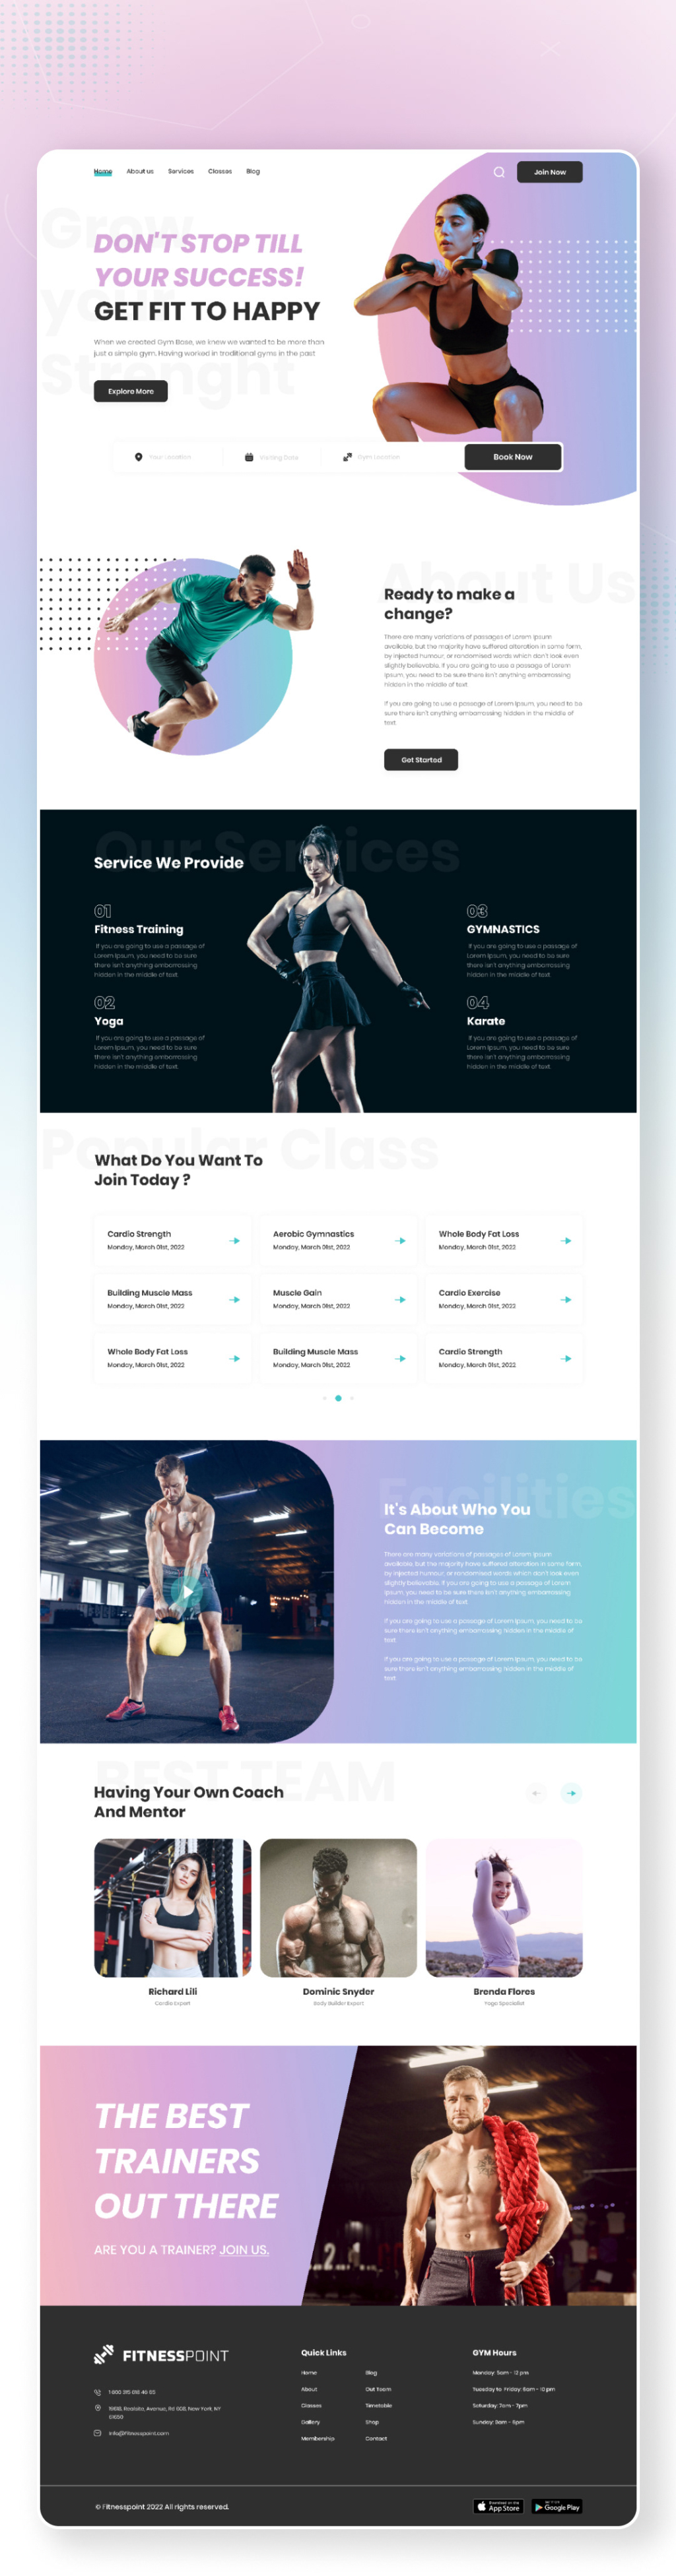 Home About us Services Classes Blog
Join Now
Grow
your
Strenght
DON'T STOP TILL
YOUR SUCCESS!
GET FIT TO HAPPY
When we created Gym Base, we knew we wanted to be more than
just a simple gym. Having worked in traditional gyms in the past
Explore More
Your Location Visiting Date Gym Location
Book Now
About Us
Ready to make a
change?
There are many variations of passages of Lorem Ipsum
available, but the majority have suffered alteration in some form,
by injected humour, or randomised words which don't look even
slightly believable. If you are going to use a passage of Lorem
Ipsum, you need to be sure there isn't anything embarrassing
hidden in the middle of text
If you are going to use a passage of Lorem Ipsum, you need to be
sure there isn't anything embarrassing hidden in the middle of
text
Get Started
Our Services
Service We Provide
01
Fitness Training
If you are going to use a passage of
Lorem Ipsum, you need to be sure
there isn't anything embarrassing
hidden in the middle of text.
02
Yoga
If you are going to use a passage of
Lorem Ipsum, you need to be sure
there isn't anything embarrassing
hidden in the middle of text.
03
GYMNASTICS
If you are going to use a passage of
Lorem Ipsum, you need to be sure
there isn't anything embarrassing
hidden in the middle of text.
04
Karate
If you are going to use a passage of
Lorem Ipsum, you need to be sure
there isn't anything embarrassing
hidden in the middle of text.
Popular Class
What Do You Want To
Join Today ?
Cardio Strength
Monday, March 01st, 2022
Aerobic Gymnastics
Monday, March 01st, 2022
Whole Body Fat Loss
Monday, March 01st, 2022
Building Muscle Mass
Monday, March 01st, 2022
Muscle Gain
Monday, March 01st, 2022
Cardio Exercise
Monday, March 01st, 2022
Whole Body Fat Loss
Monday, March 01st, 2022
Building Muscle Mass
Monday, March 01st, 2022
Cardio Strength
Monday, March 01st, 2022
Facilities
It's About Who You
Can Become
There are many variations of passages of Lorem Ipsum
available, but the majority have suffered alteration in some form,
by injected humour, or randomised words which don't look even
slightly believable. If you are going to use a passage of Lorem
Ipsum, you need to be sure there isn't anything embarrassing
hidden in the middle of text
If you are going to use a passage of Lorem Ipsum, you need to be
sure there isn't anything embarrassing hidden in the middle of
text
If you are going to use a passage of Lorem Ipsum, you need to be
sure there isn't anything embarrassing hidden in the middle of
text
BEST TEAM
Having Your Own Coach
And Mentor
Richard Lili
Cardio Expert
Dominic Snyder
Body Builder Expert
Brenda Flores
Yoga Specialist
THE BEST
TRAINERS
OUT THERE
ARE YOU A TRAINER? JOIN US.
FITNESSPOINT
info@fitnesspoint.com
Quick Links
Home
About
Classes
Gallery
Membership
Blog
Out Team
Timetable
Shop
Contact
GYM Hours
Monday: 5am - 12 pm
Tuesday to Friday: 8am - 10 pm
Saturday: 7am - 7pm
Sunday: 9am - 5pm
© Fitnesspoint 2022 All rights reserved.
Download on the
App Store
GET IT ON
Google Play